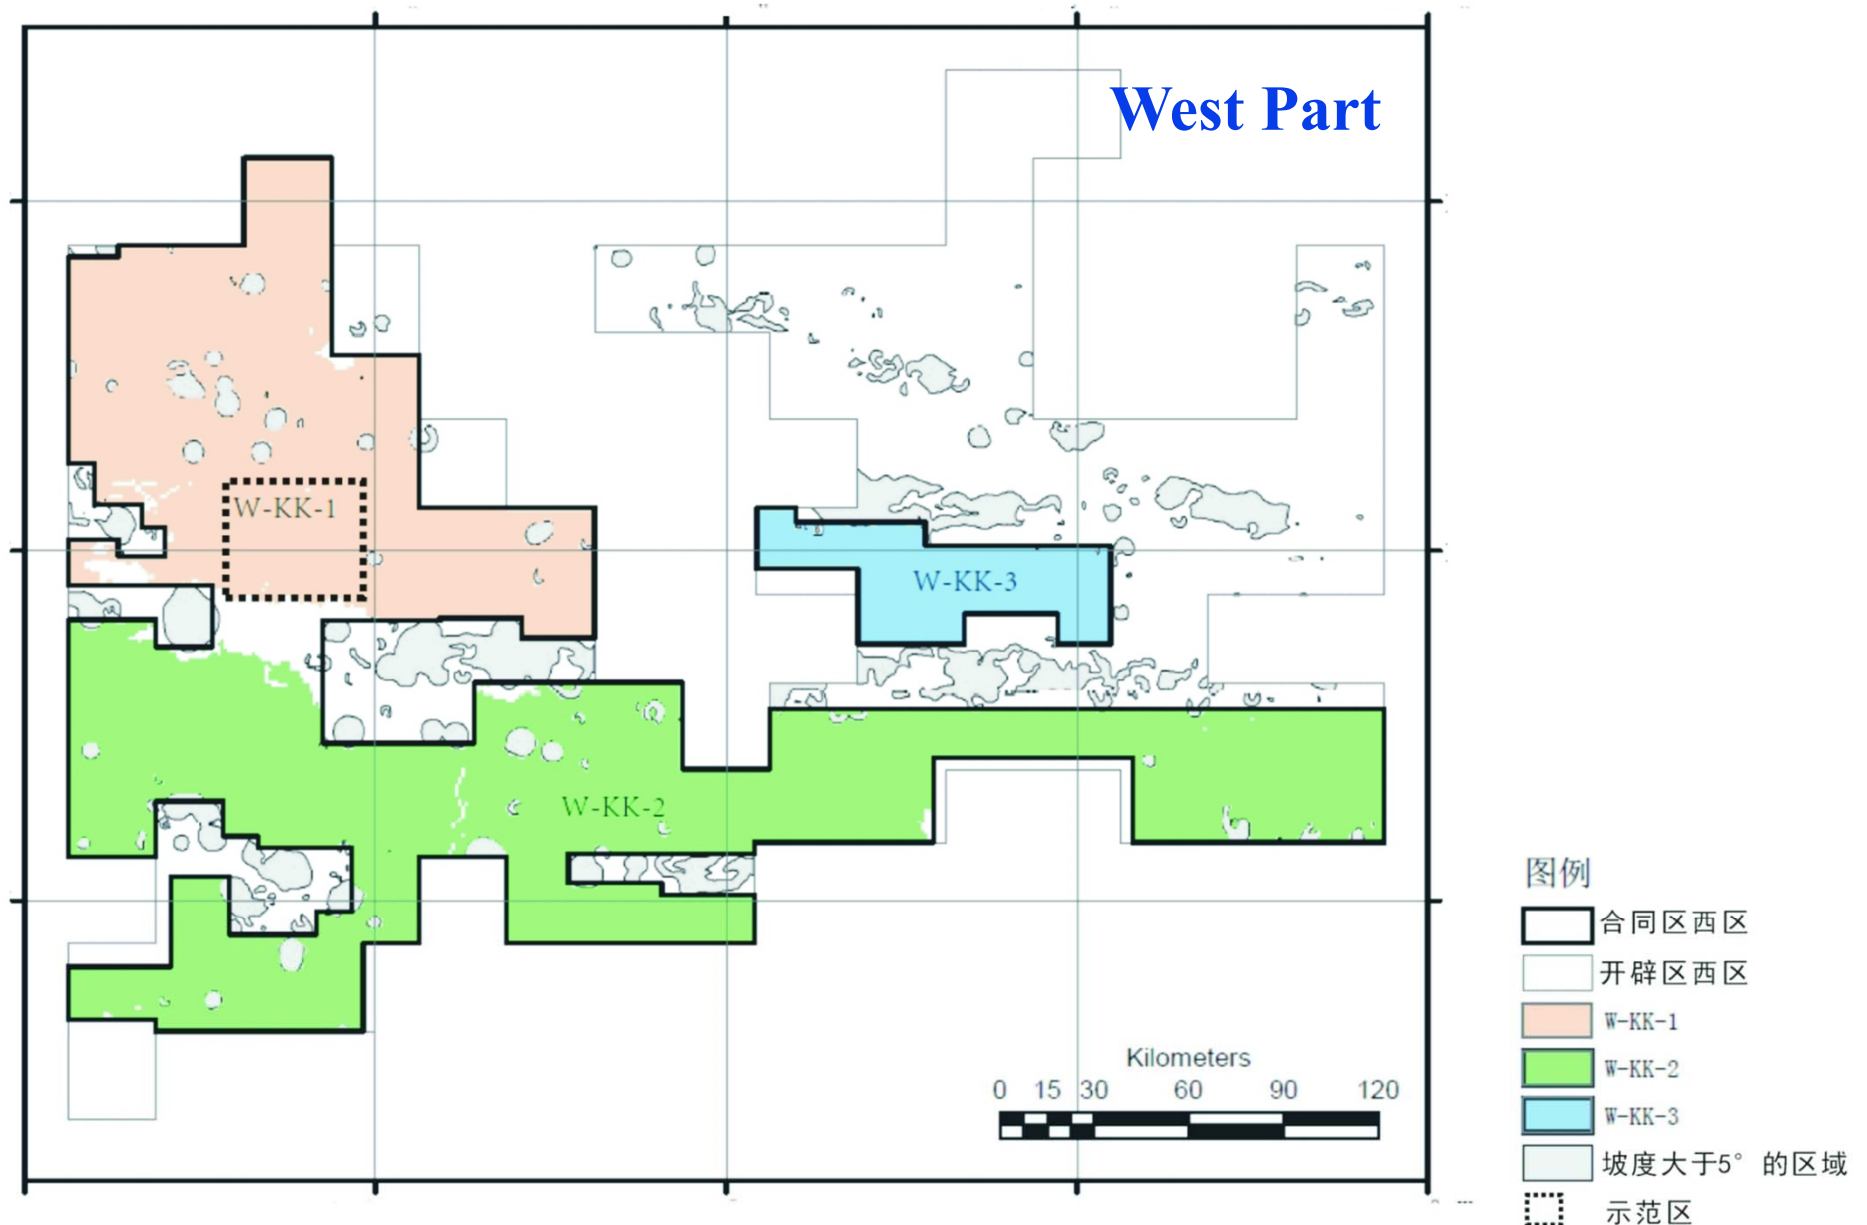 West Part
W-KK-1
W-KK-3
W-KK-2
Kilometers
0 15 30 60 90 120
图例
合同区西区
开辟区西区
W-KK-1
W-KK-2
W-KK-3
坡度大于5°的区域
示范区